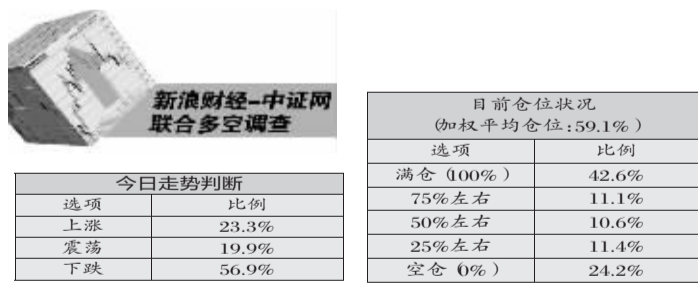 新浪财经-中证网
联合多空调查
今日走势判断
选项 比例
上涨 23.3%
震荡 19.9%
下跌 56.9%
目前仓位状况
(加权平均仓位:59.1%)
选项 比例
满仓(100%) 42.6%
75%左右 11.1%
50%左右 10.6%
25%左右 11.4%
空仓(0%) 24.2%